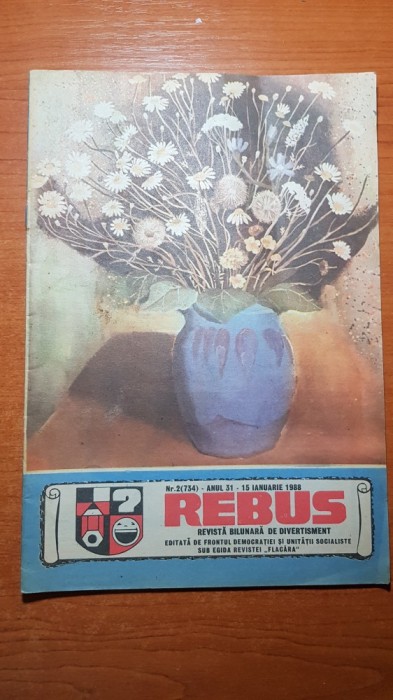 Nr.2(734) - ANUL 31 - 15 IANUARIE 1988
REBUS
REVISTĂ BILUNARĂ DE DIVERTISMENT
EDITATĂ DE FRONTUL DEMOCRAȚIEI ȘI UNITĂȚII SOCIALISTE
SUB EGIDA REVISTEI „FLACĂRA"
?